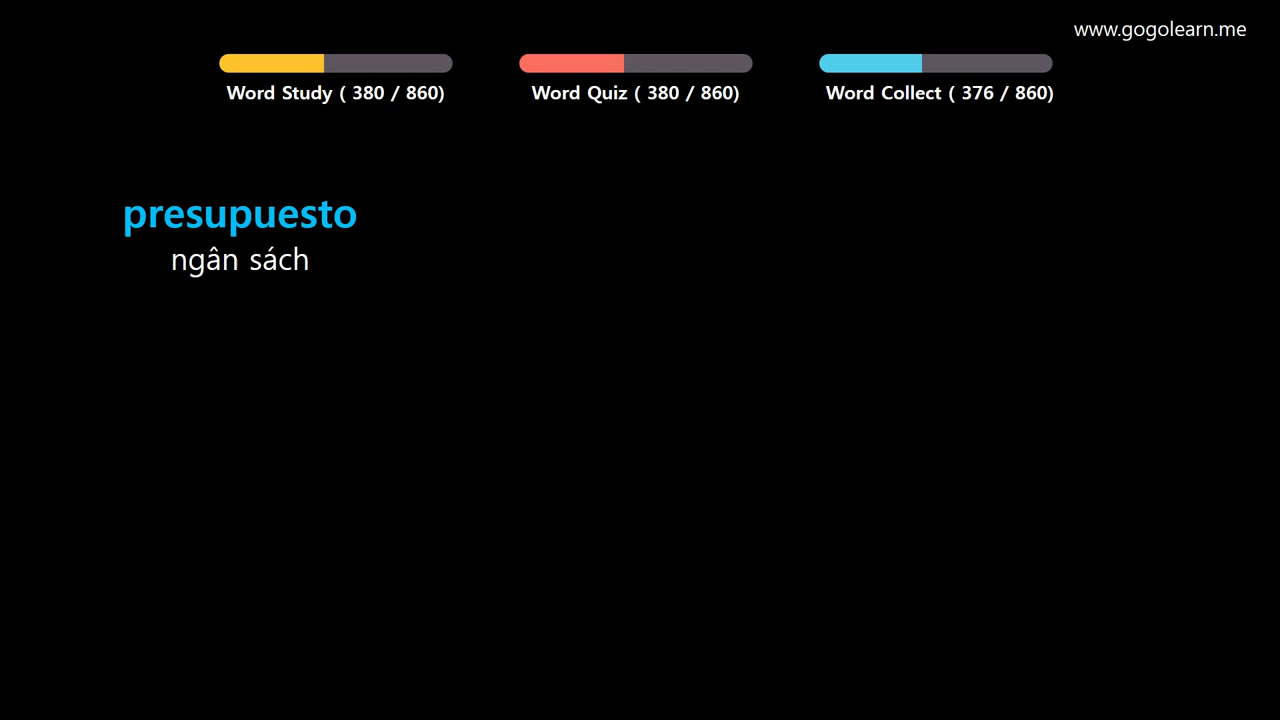 www.gogolearn.me
Word Study ( 380 / 860)
Word Quiz ( 380 / 860)
Word Collect ( 376 / 860)
presupuesto
ngân sách